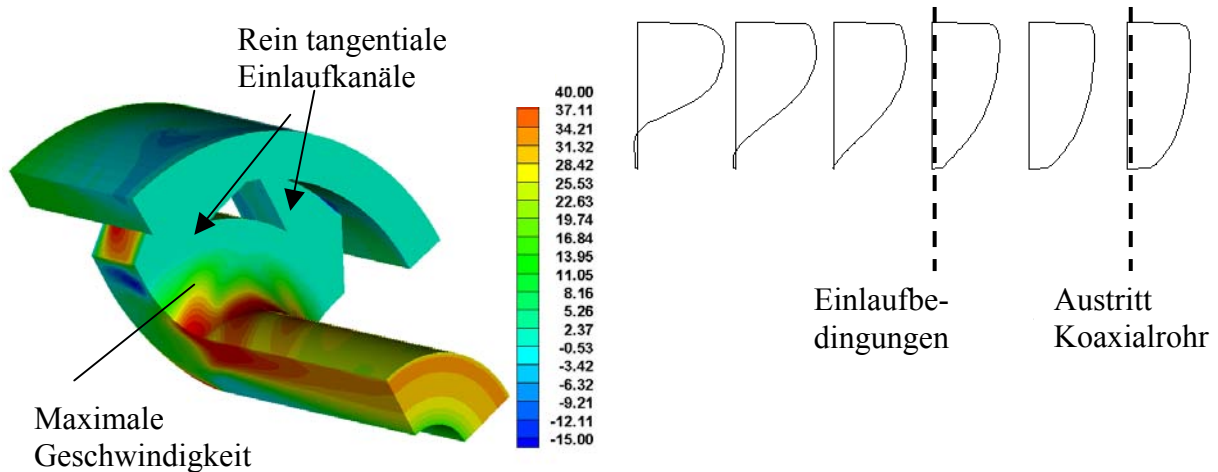 Rein tangentiale
Einlaufkanäle
40.00
37.11
34.21
31.32
28.42
25.53
22.63
19.74
16.84
13.95
11.05
8.16
5.26
2.37
-0.53
-3.42
-6.32
-9.21
-12.11
-15.00
Maximale
Geschwindigkeit
Einlaufbe-
dingungen
Austritt
Koaxialrohr